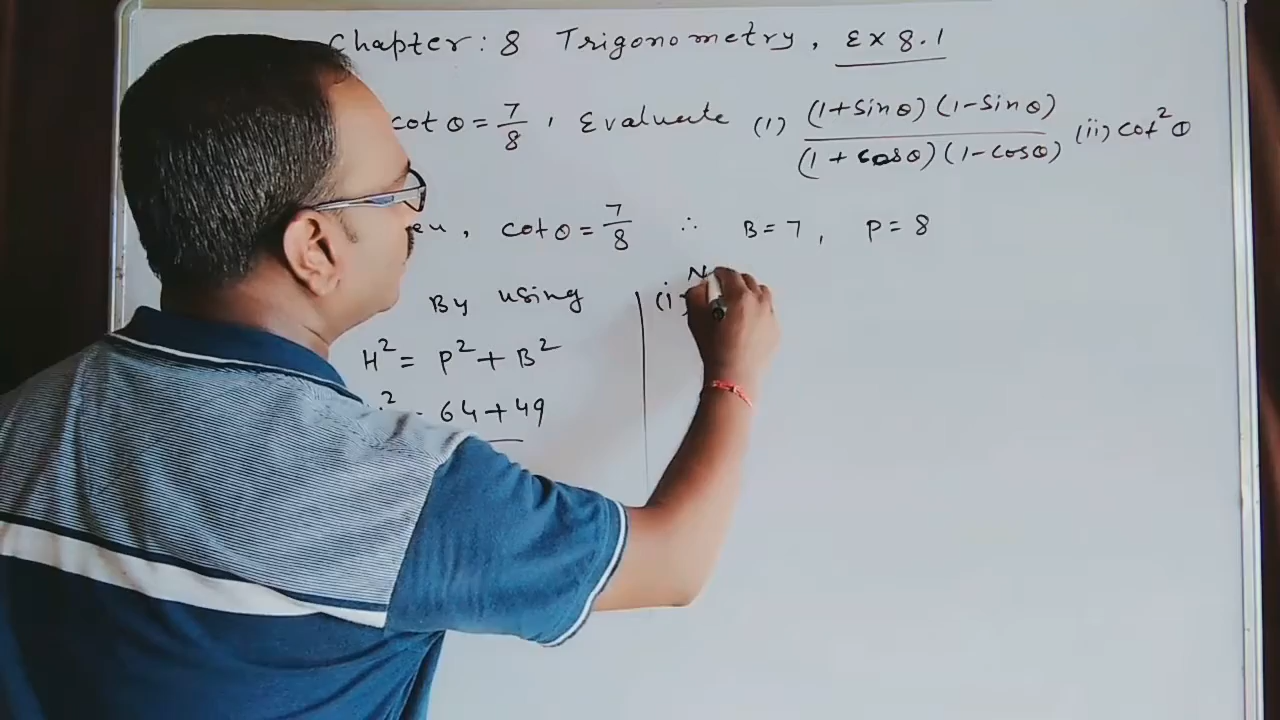 Chapter: 8 Trigonometry, Ex 8.1
cot θ = 7/8, Evaluate (i) (1+sinθ)(1-sinθ)/(1+cosθ)(1-cosθ) (ii) cot²θ
cot θ = 7/8 ∴ B = 7, P = 8
By using
(i)
H² = P² + B²
64 + 49